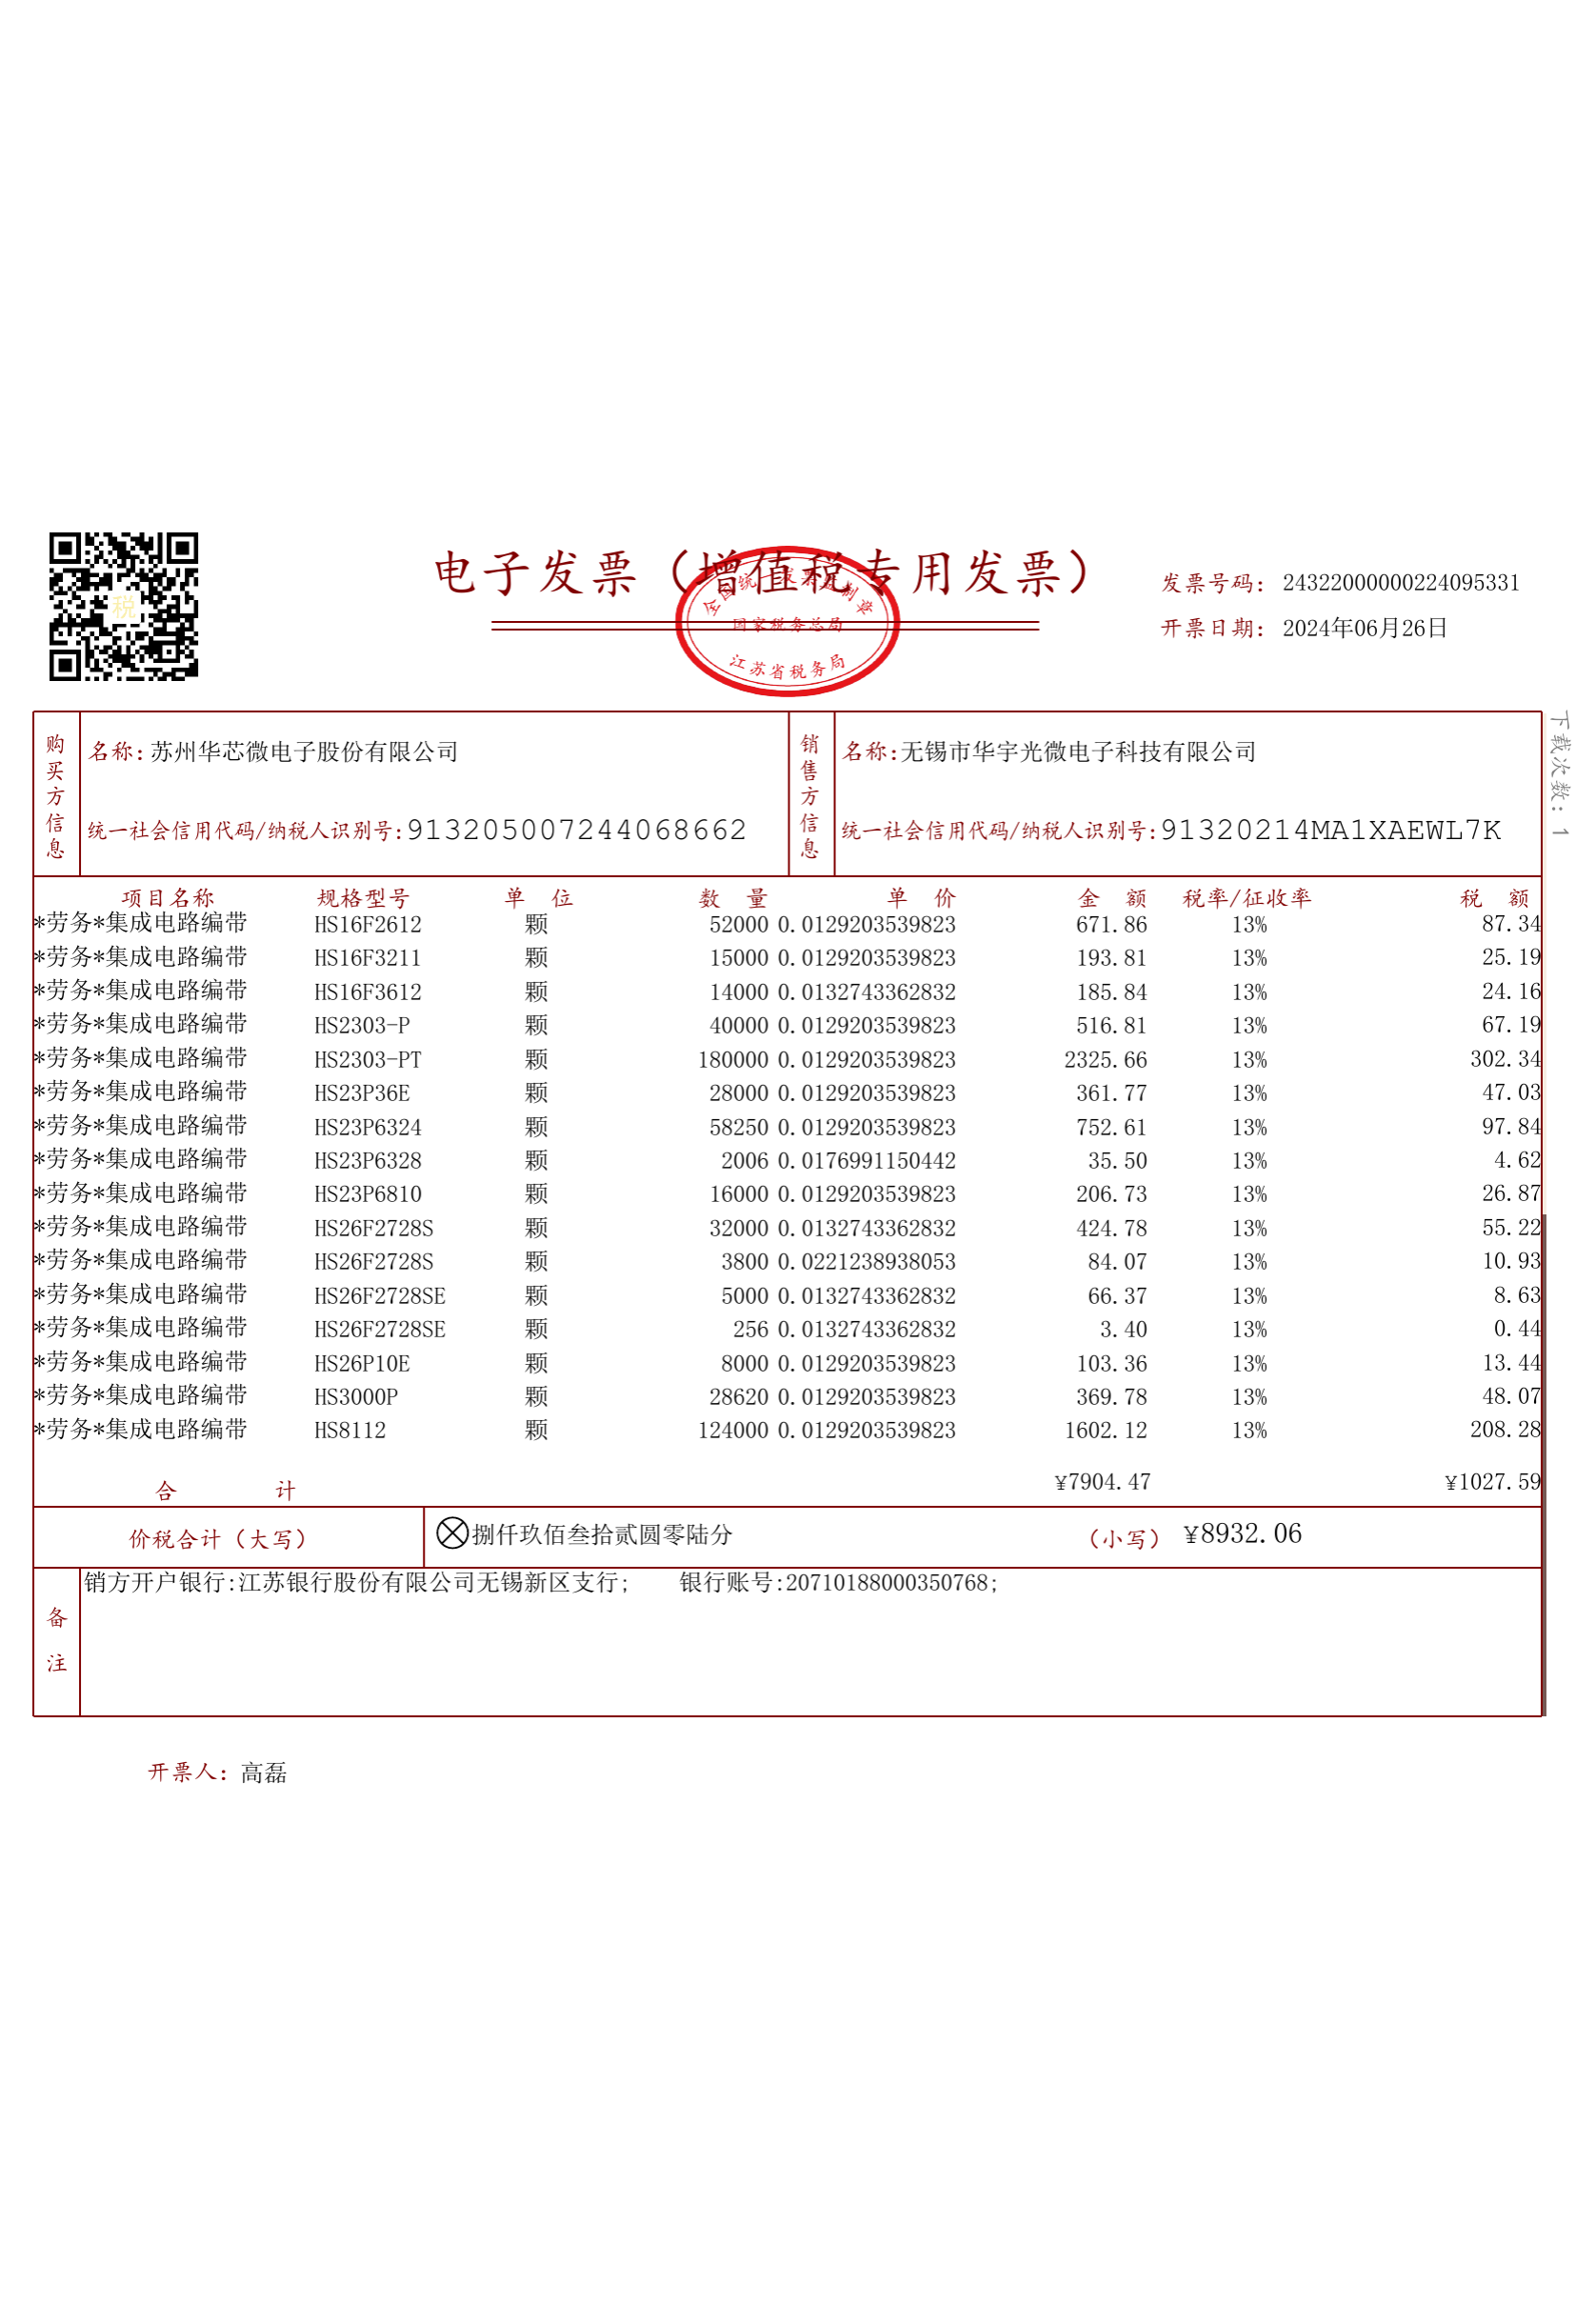 电子发票（增值税专用发票）
全国统一发票监制章
国家税务总局
江苏省税务局
税
发票号码： 24322000000224095331
开票日期： 2024年06月26日
购买方信息
名称: 苏州华芯微电子股份有限公司
统一社会信用代码/纳税人识别号: 913205007244068662
销售方信息
名称: 无锡市华宇光微电子科技有限公司
统一社会信用代码/纳税人识别号: 91320214MA1XAEWL7K
下载次数：1
项目名称 规格型号 单 位 数 量 单 价 金 额 税率/征收率 税 额
*劳务*集成电路编带 HS16F2612 颗 52000 0.0129203539823 671.86 13% 87.34
*劳务*集成电路编带 HS16F3211 颗 15000 0.0129203539823 193.81 13% 25.19
*劳务*集成电路编带 HS16F3612 颗 14000 0.0132743362832 185.84 13% 24.16
*劳务*集成电路编带 HS2303-P 颗 40000 0.0129203539823 516.81 13% 67.19
*劳务*集成电路编带 HS2303-PT 颗 180000 0.0129203539823 2325.66 13% 302.34
*劳务*集成电路编带 HS23P36E 颗 28000 0.0129203539823 361.77 13% 47.03
*劳务*集成电路编带 HS23P6324 颗 58250 0.0129203539823 752.61 13% 97.84
*劳务*集成电路编带 HS23P6328 颗 2006 0.0176991150442 35.50 13% 4.62
*劳务*集成电路编带 HS23P6810 颗 16000 0.0129203539823 206.73 13% 26.87
*劳务*集成电路编带 HS26F2728S 颗 32000 0.0132743362832 424.78 13% 55.22
*劳务*集成电路编带 HS26F2728S 颗 3800 0.0221238938053 84.07 13% 10.93
*劳务*集成电路编带 HS26F2728SE 颗 5000 0.0132743362832 66.37 13% 8.63
*劳务*集成电路编带 HS26F2728SE 颗 256 0.0132743362832 3.40 13% 0.44
*劳务*集成电路编带 HS26P10E 颗 8000 0.0129203539823 103.36 13% 13.44
*劳务*集成电路编带 HS3000P 颗 28620 0.0129203539823 369.78 13% 48.07
*劳务*集成电路编带 HS8112 颗 124000 0.0129203539823 1602.12 13% 208.28
合 计 ¥7904.47 ¥1027.59
价税合计（大写） 捌仟玖佰叁拾贰圆零陆分 （小写） ¥8932.06
备注
销方开户银行:江苏银行股份有限公司无锡新区支行; 银行账号:20710188000350768;
开票人： 高磊